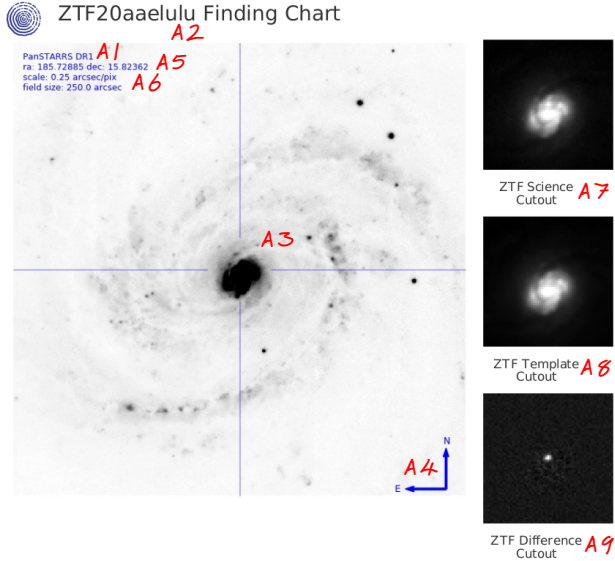 ZTF20aaelulu Finding Chart
A2
PanSTARRS DR1 A1
ra: 185.72885 dec: 15.82362 A5
scale: 0.25 arcsec/pix
field size: 250.0 arcsec A6
A3
N
A4
E
ZTF Science
Cutout A7
ZTF Template
Cutout A8
ZTF Difference
Cutout A9